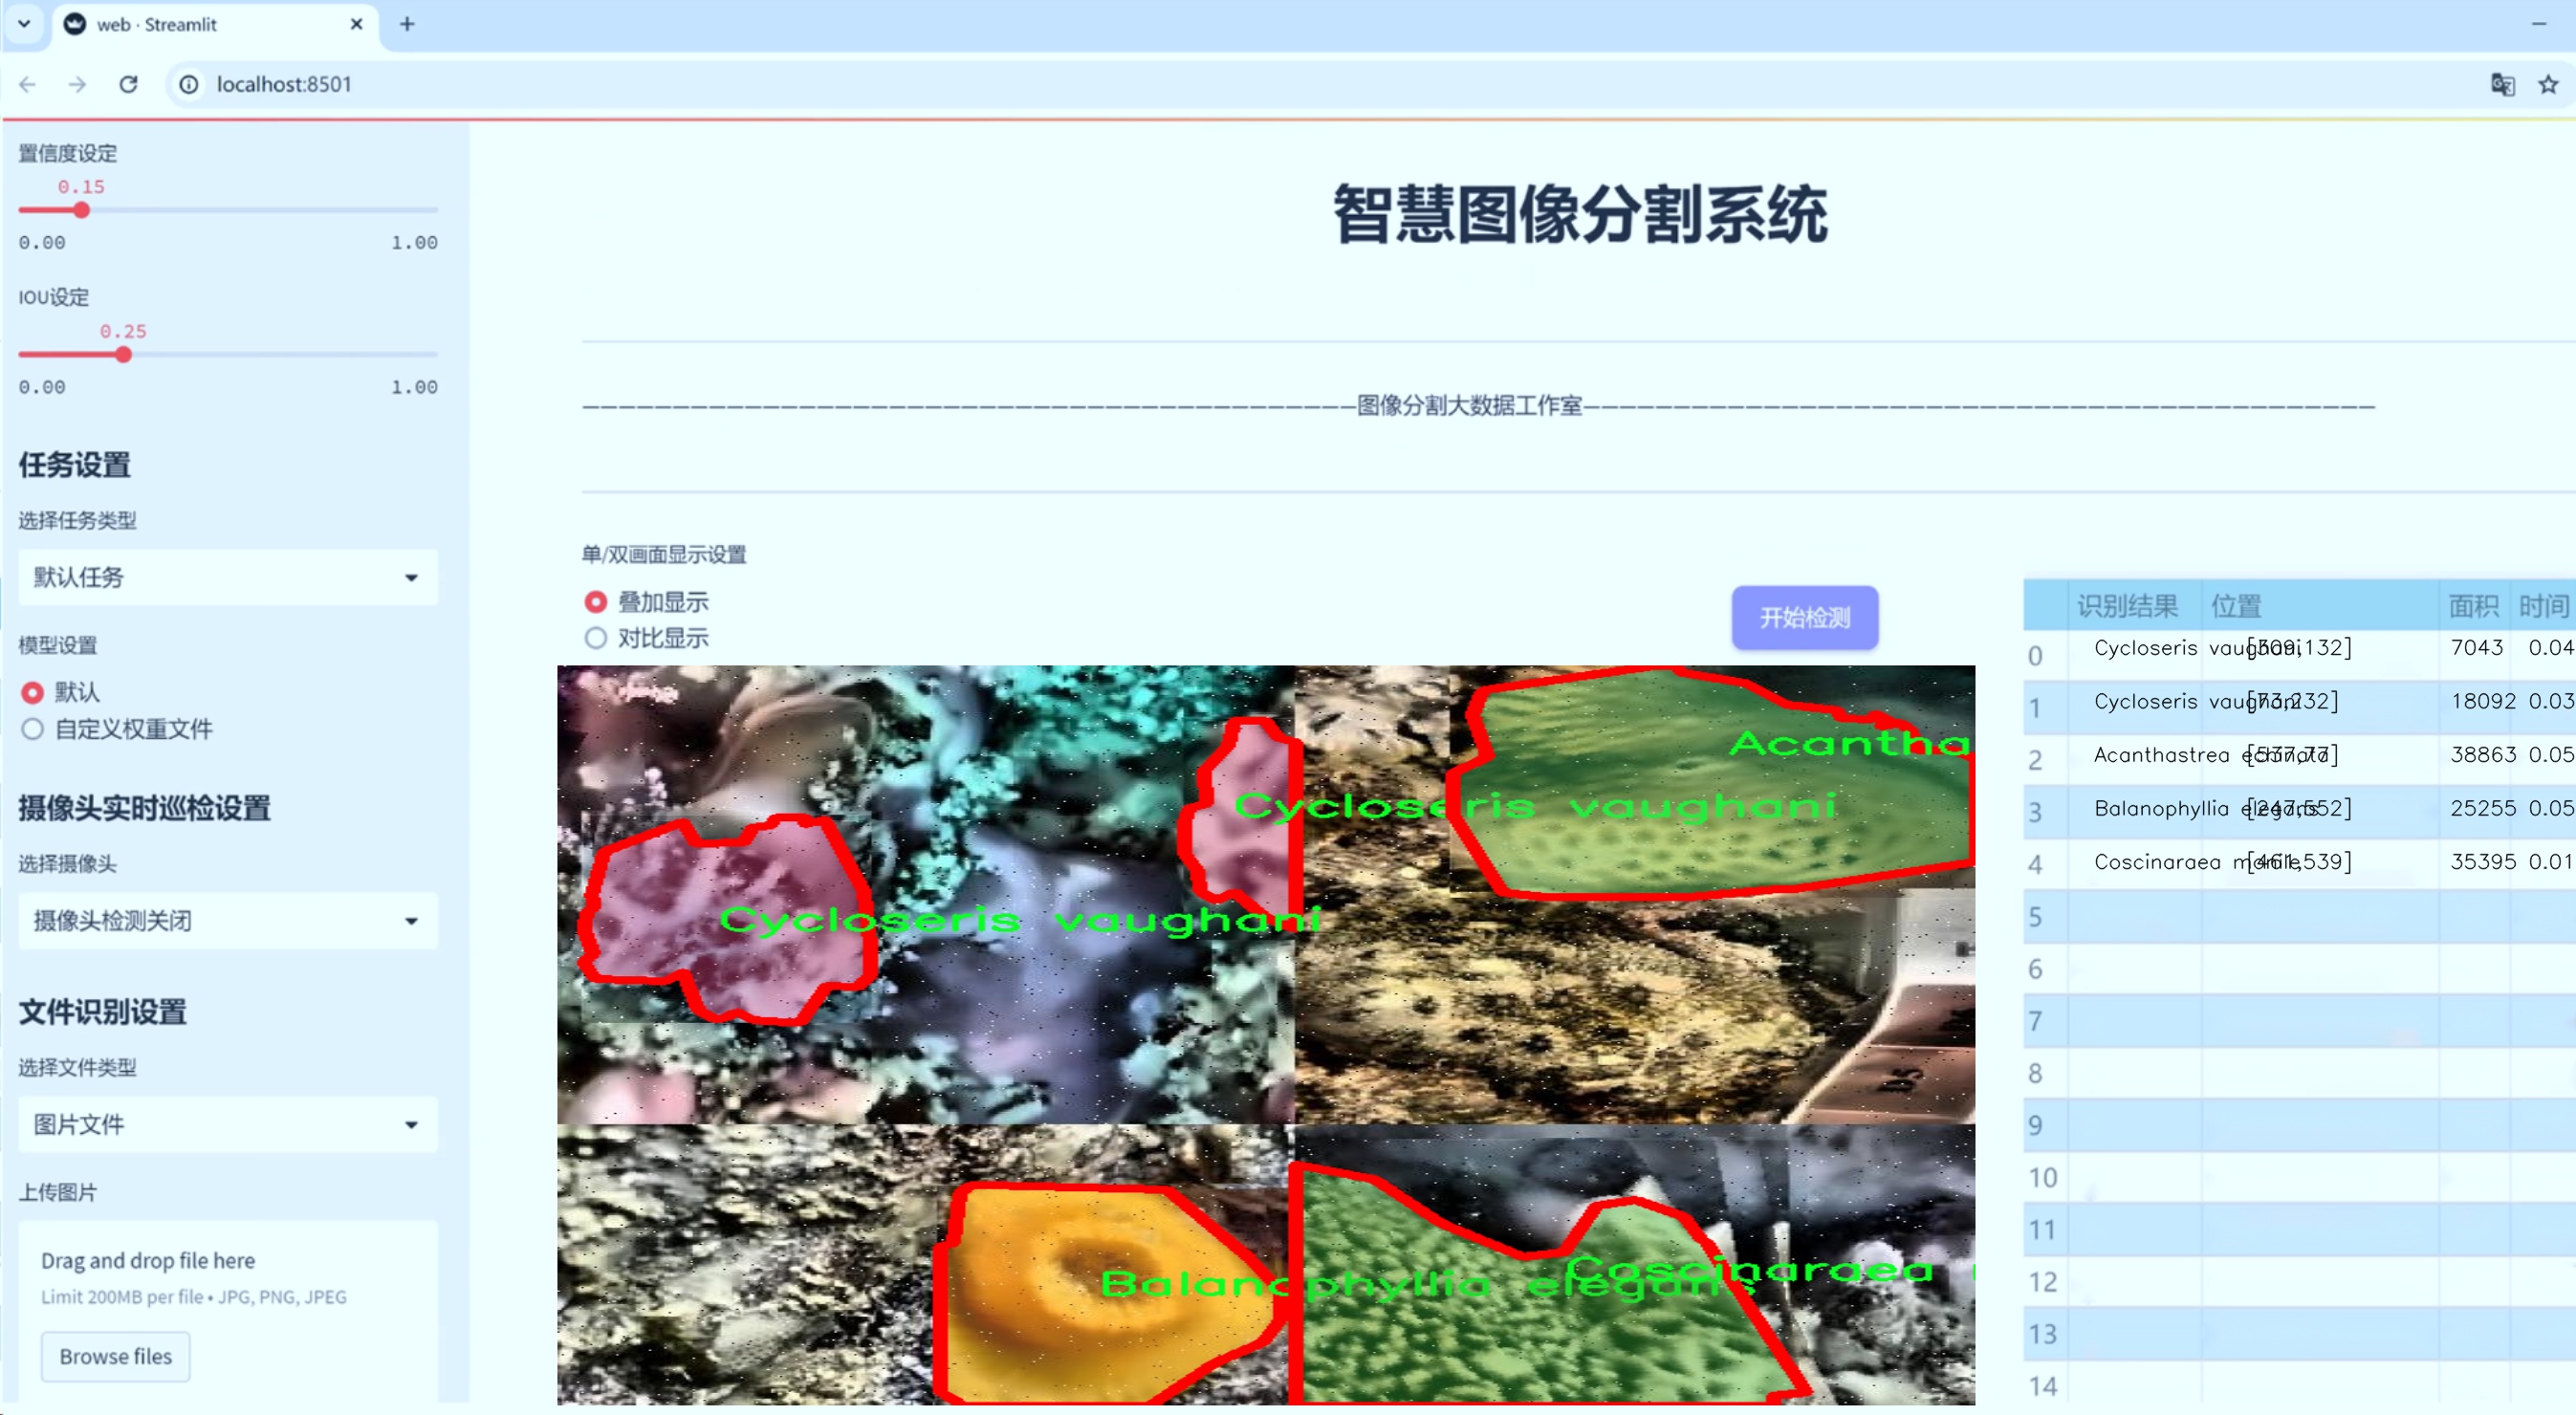 web · Streamlit
localhost:8501
置信度设定
0.15
0.00 1.00
IOU设定
0.25
0.00 1.00
任务设置
选择任务类型
默认任务
模型设置
默认
自定义权重文件
摄像头实时巡检设置
选择摄像头
摄像头检测关闭
文件识别设置
选择文件类型
图片文件
上传图片
Drag and drop file here
Limit 200MB per file • JPG, PNG, JPEG
Browse files
智慧图像分割系统
图像分割大数据工作室
单/双画面显示设置
叠加显示
对比显示
开始检测
Acantha
Cycloseris vaughani
Cycloseris vaughani
Balanophyllia elegans
Coscinaraea
识别结果 位置 面积 时间
0 Cycloseris vaughani [309,132] 7043 0.04
1 Cycloseris vaughani [73,232] 18092 0.03
2 Acanthastrea echinata [537,77] 38863 0.05
3 Balanophyllia elegans [247,552] 25255 0.05
4 Coscinaraea monile [461,539] 35395 0.01
5
6
7
8
9
10
11
12
13
14